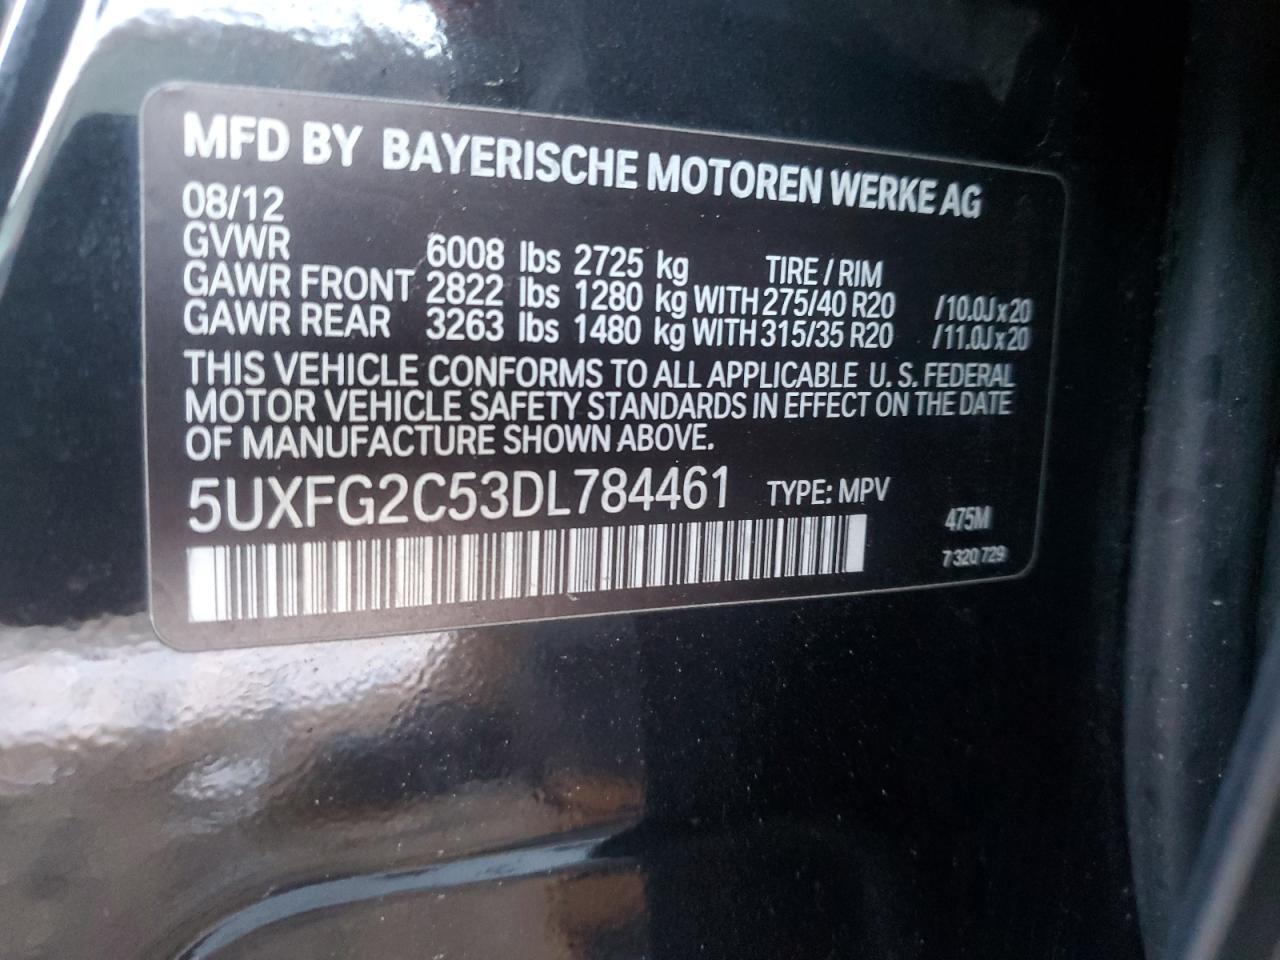 MFD BY BAYERISCHE MOTOREN WERKE AG
08/12
GVWR 6008 lbs 2725 kg TIRE / RIM
GAWR FRONT 2822 lbs 1280 kg WITH 275/40 R20 /10.0J x 20
GAWR REAR 3263 lbs 1480 kg WITH 315/35 R20 /11.0J x 20
THIS VEHICLE CONFORMS TO ALL APPLICABLE U. S. FEDERAL
MOTOR VEHICLE SAFETY STANDARDS IN EFFECT ON THE DATE
OF MANUFACTURE SHOWN ABOVE.
5UXFG2C53DL784461 TYPE: MPV
475M
7 320 729